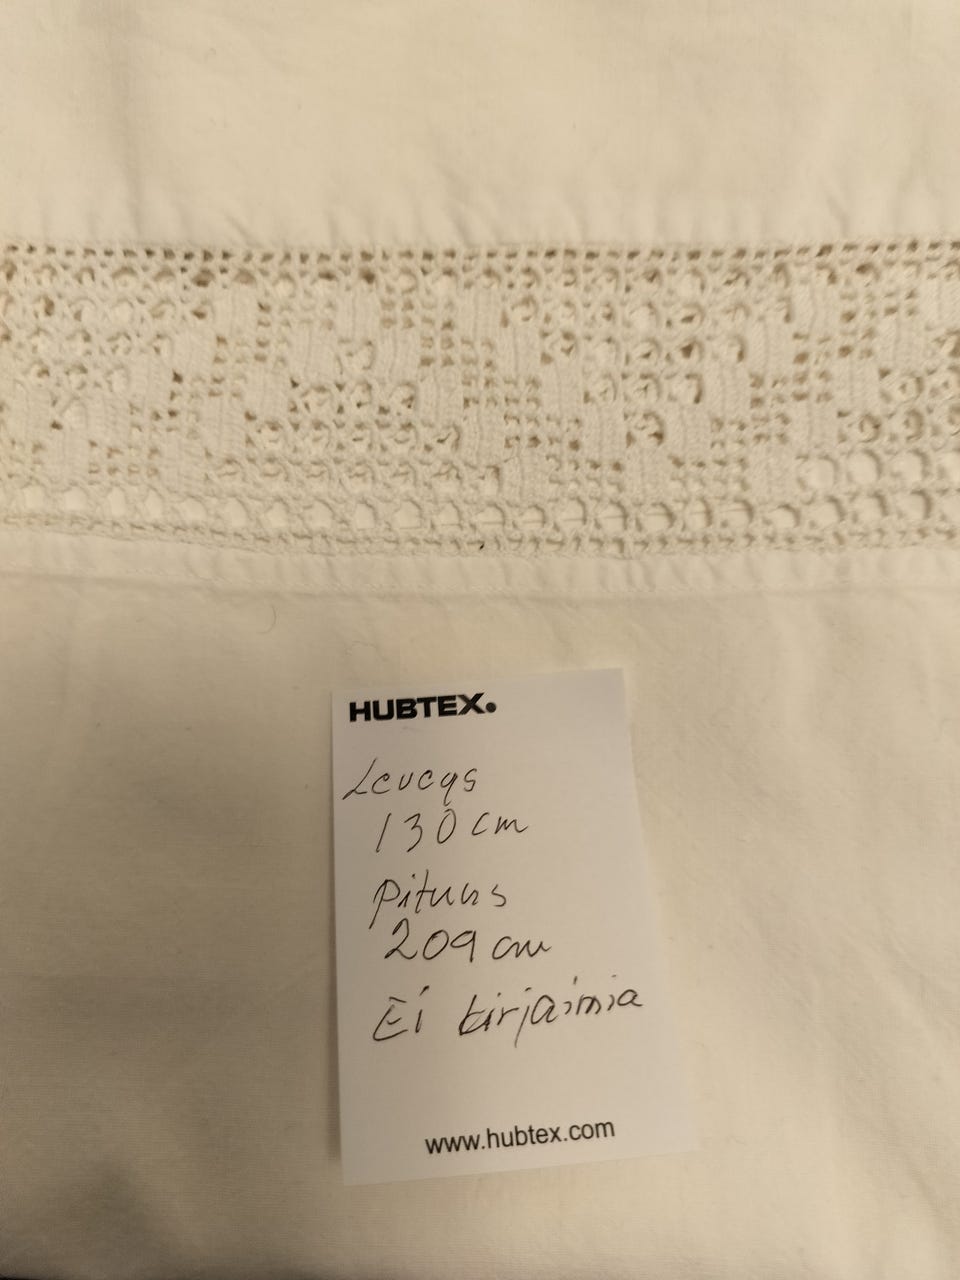 HUBTEX.
Leveys
130 cm
Pituus
209 cm
Ei kirjaimia
www.hubtex.com